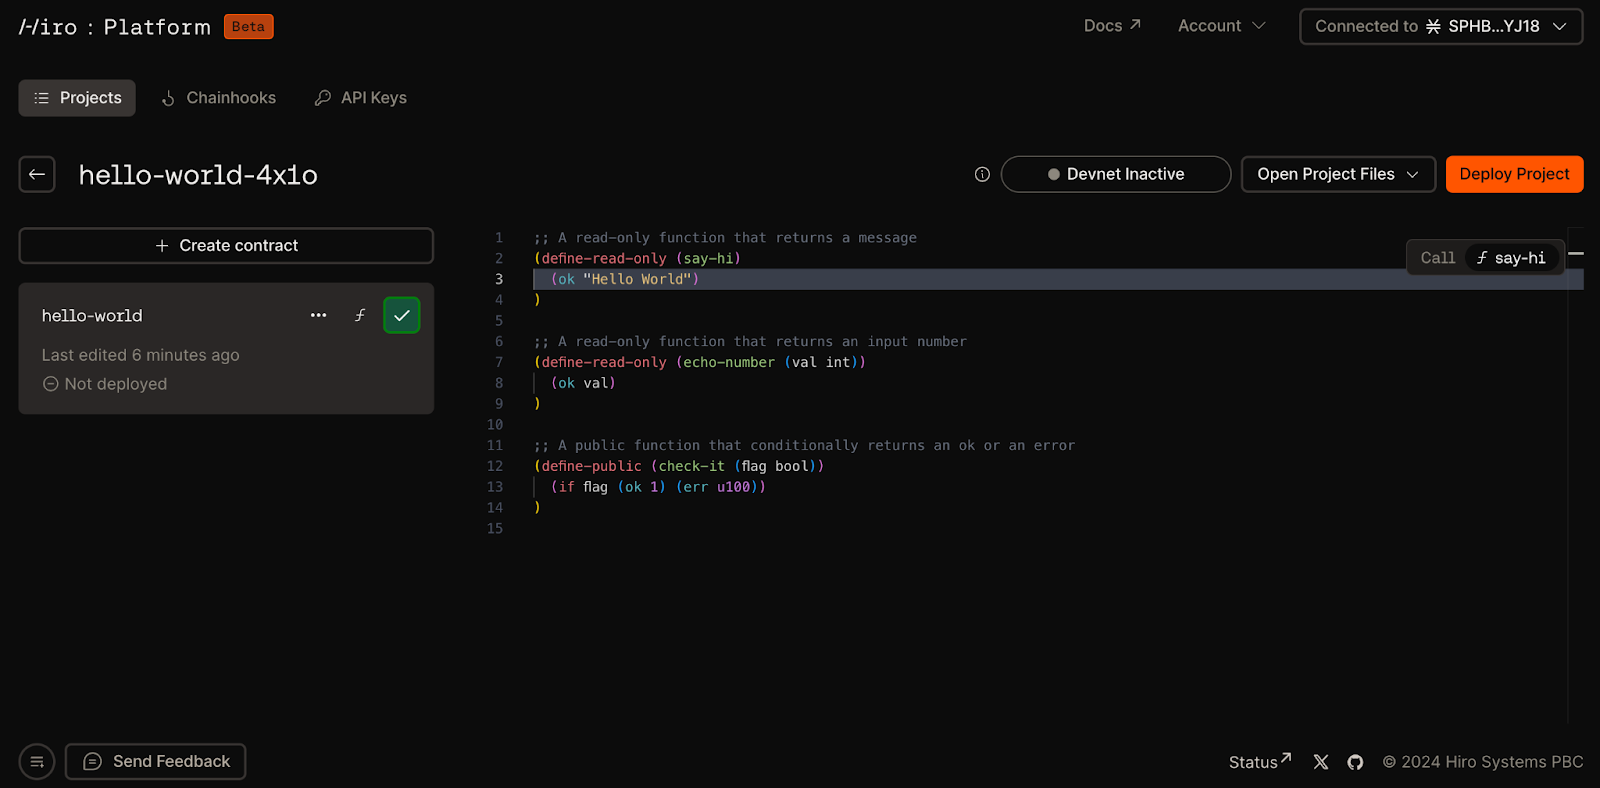 Hiro : Platform Beta
Docs Account Connected to SPHB...YJ18
Projects Chainhooks API Keys
hello-world-4x1o
Devnet Inactive Open Project Files Deploy Project
+ Create contract
hello-world
Last edited 6 minutes ago
Not deployed
1 ;; A read-only function that returns a message
2 (define-read-only (say-hi)
3 (ok "Hello World")
4 )
5
6 ;; A read-only function that returns an input number
7 (define-read-only (echo-number (val int))
8 (ok val)
9 )
10
11 ;; A public function that conditionally returns an ok or an error
12 (define-public (check-it (flag bool))
13 (if flag (ok 1) (err u100))
14 )
15
Call f say-hi
Send Feedback
Status © 2024 Hiro Systems PBC